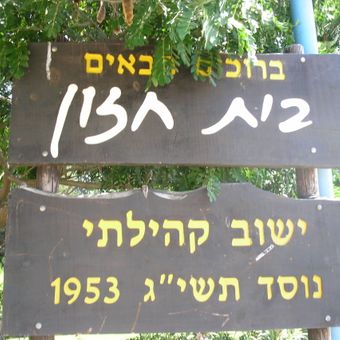 ברוכים הבאים
בית חזון
ישוב קהילתי
נוסד תשי"ג 1953